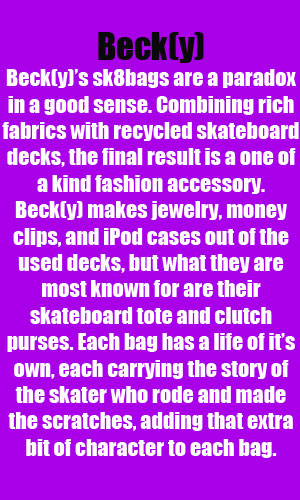 Beck(y)
Beck(y)’s sk8bags are a paradox
in a good sense. Combining rich
fabrics with recycled skateboard
decks, the final result is a one of
a kind fashion accessory.
Beck(y) makes jewelry, money
clips, and iPod cases out of the
used decks, but what they are
most known for are their
skateboard tote and clutch
purses. Each bag has a life of it’s
own, each carrying the story of
the skater who rode and made
the scratches, adding that extra
bit of character to each bag.